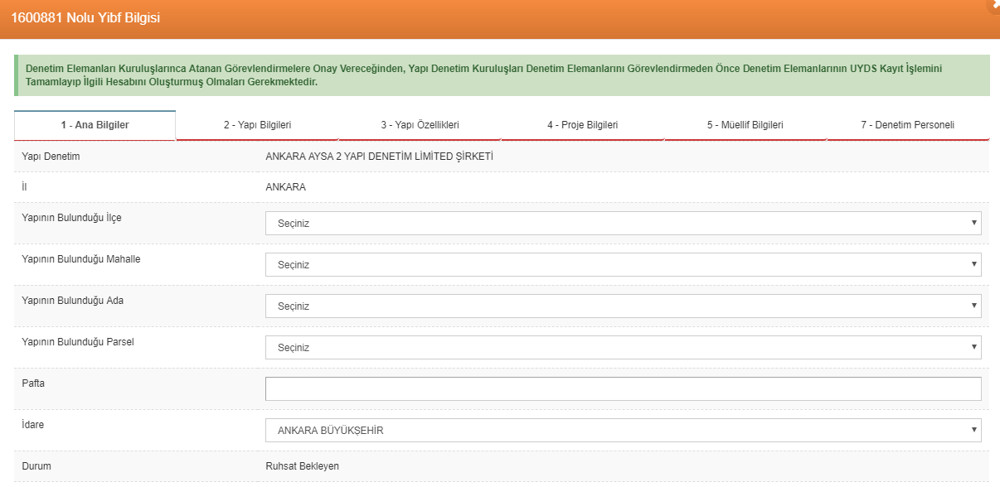 1600881 Nolu Yibf Bilgisi
Denetim Elemanları Kuruluşlarınca Atanan Görevlendirmelere Onay Vereceğinden, Yapı Denetim Kuruluşları Denetim Elemanlarını Görevlendirmeden Önce Denetim Elemanlarının UYDS Kayıt İşlemini
Tamamlayıp İlgili Hesabını Oluşturmuş Olmaları Gerekmektedir.
1 - Ana Bilgiler 2 - Yapı Bilgileri 3 - Yapı Özellikleri 4 - Proje Bilgileri 5 - Müellif Bilgileri 7 - Denetim Personeli
Yapı Denetim ANKARA AYSA 2 YAPI DENETİM LİMİTED ŞİRKETİ
İl ANKARA
Yapının Bulunduğu İlçe Seçiniz
Yapının Bulunduğu Mahalle Seçiniz
Yapının Bulunduğu Ada Seçiniz
Yapının Bulunduğu Parsel Seçiniz
Pafta
İdare ANKARA BÜYÜKŞEHİR
Durum Ruhsat Bekleyen